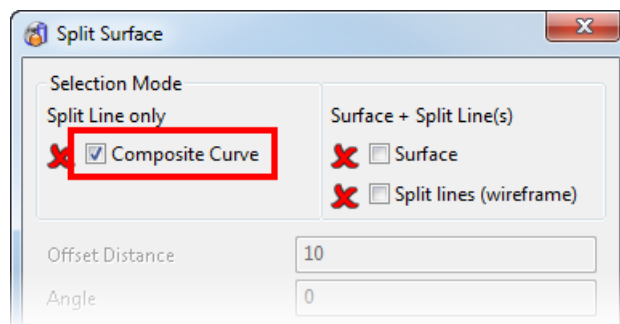 Split Surface
Selection Mode
Split Line only
Composite Curve
Surface + Split Line(s)
Surface
Split lines (wireframe)
Offset Distance 10
Angle 0